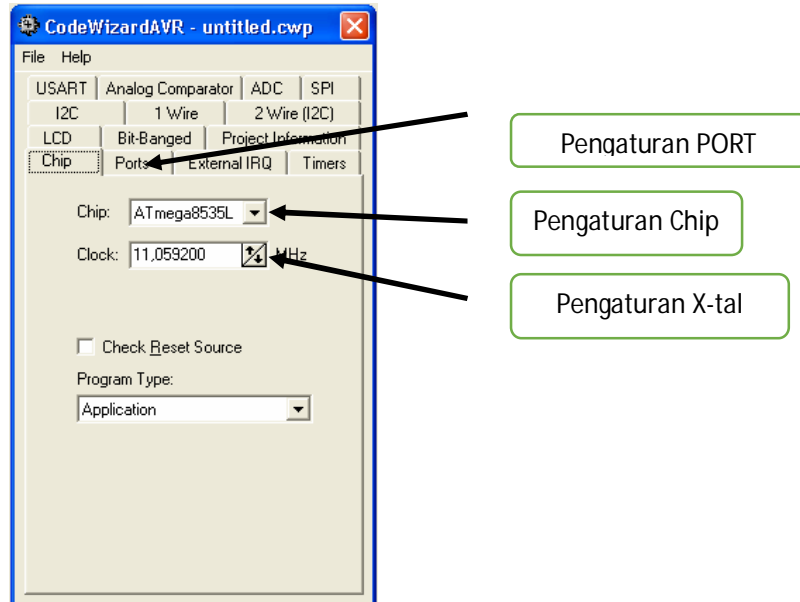 CodeWizardAVR - untitled.cwp
File Help
USART Analog Comparator ADC SPI
I2C 1 Wire 2 Wire (I2C)
LCD Bit-Banged Project Information
Chip Ports External IRQ Timers
Pengaturan PORT
Chip: ATmega8535L
Pengaturan Chip
Clock: 11,059200 MHz
Pengaturan X-tal
Check Reset Source
Program Type:
Application